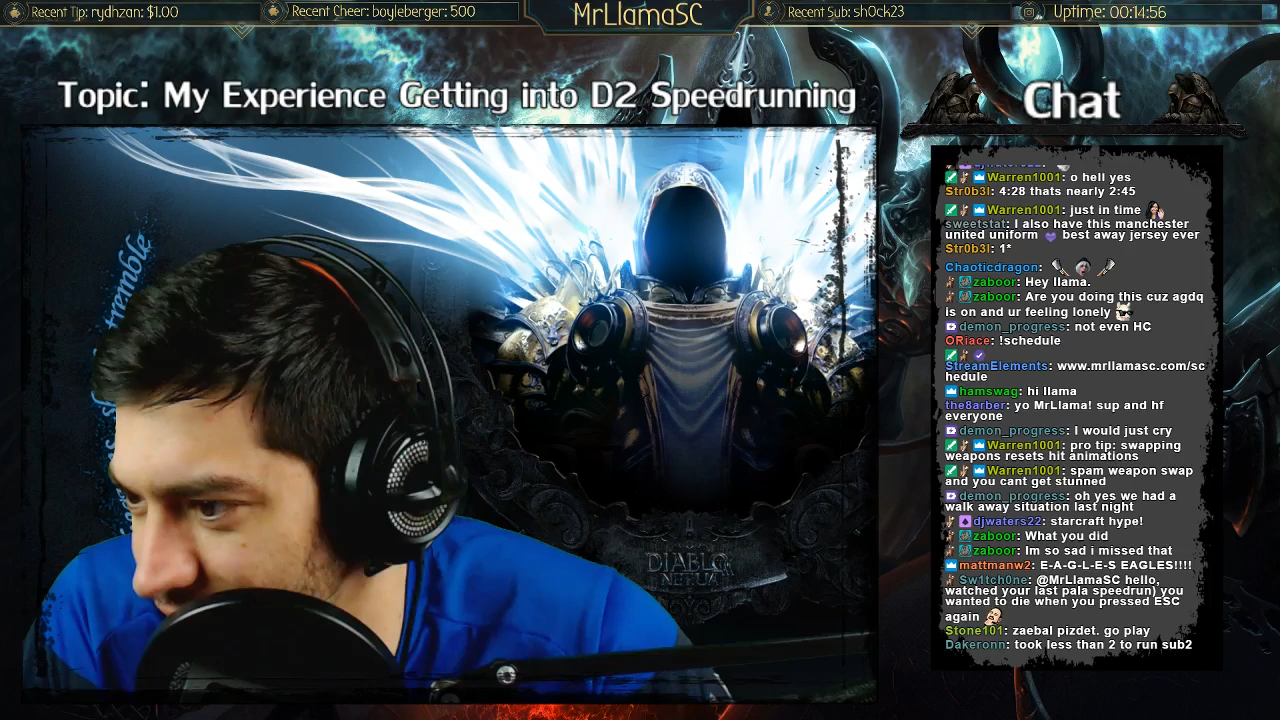 Recent Tip: rydhzan: $1.00
Recent Cheer: boyleberger: 500
MrLlamaSC
Recent Sub: sh0ck23
Uptime: 00:14:56
Topic: My Experience Getting into D2 Speedrunning
Chat
Warren1001: o hell yes
Str0b3l: 4:28 thats nearly 2:45
Warren1001: just in time
sweetstat: I also have this manchester
united uniform best away jersey ever
Str0b3l: 1*
Chaoticdragon:
zaboor: Hey llama.
zaboor: Are you doing this cuz agdq
is on and ur feeling lonely
demon_progress: not even HC
ORiace: !schedule
StreamElements: www.mrllamasc.com/sc
hedule
hamswag: hi llama
the8arber: yo MrLlama! sup and hf
everyone
demon_progress: I would just cry
Warren1001: pro tip: swapping
weapons resets hit animations
Warren1001: spam weapon swap
and you cant get stunned
demon_progress: oh yes we had a
walk away situation last night
djwaters22: starcraft hype!
zaboor: What you did
zaboor: Im so sad i missed that
mattmanw2: E-A-G-L-E-S EAGLES!!!!
Sw1tch0ne: @MrLlamaSC hello,
watched your last pala speedrun) you
wanted to die when you pressed ESC
again
Stone101: zaebal pizdet. go play
Dakeronn: took less than 2 to run sub2
tremble
DIABLO